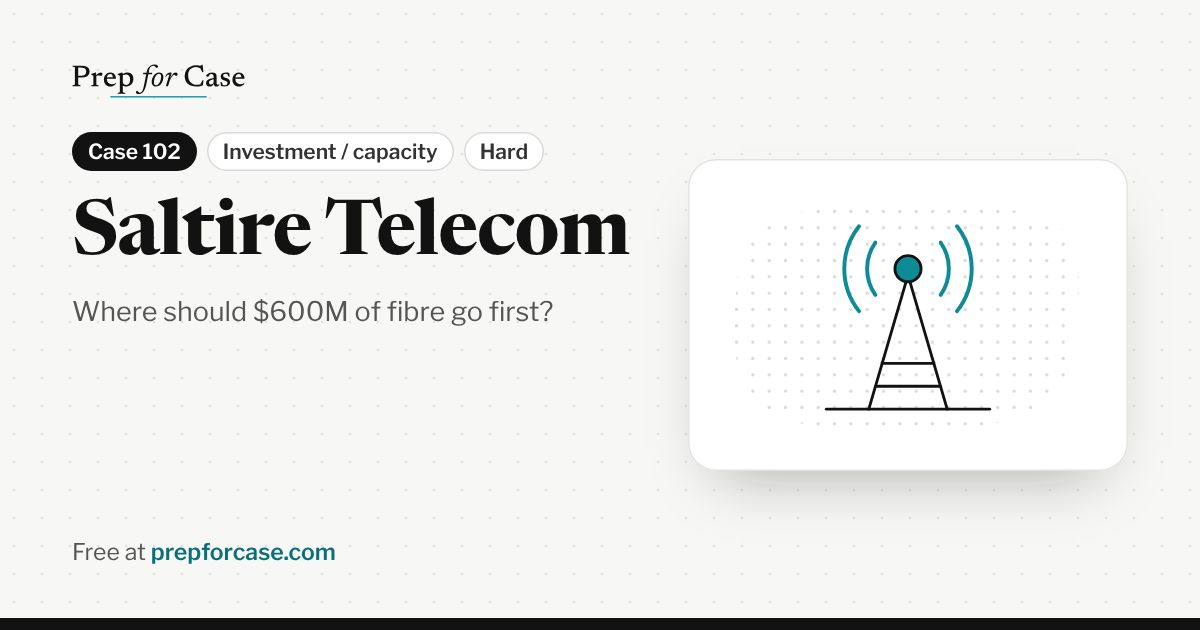 Prep for Case
Case 102
Investment / capacity
Hard
Saltire Telecom
Where should $600M of fibre go first?
Free at prepforcase.com